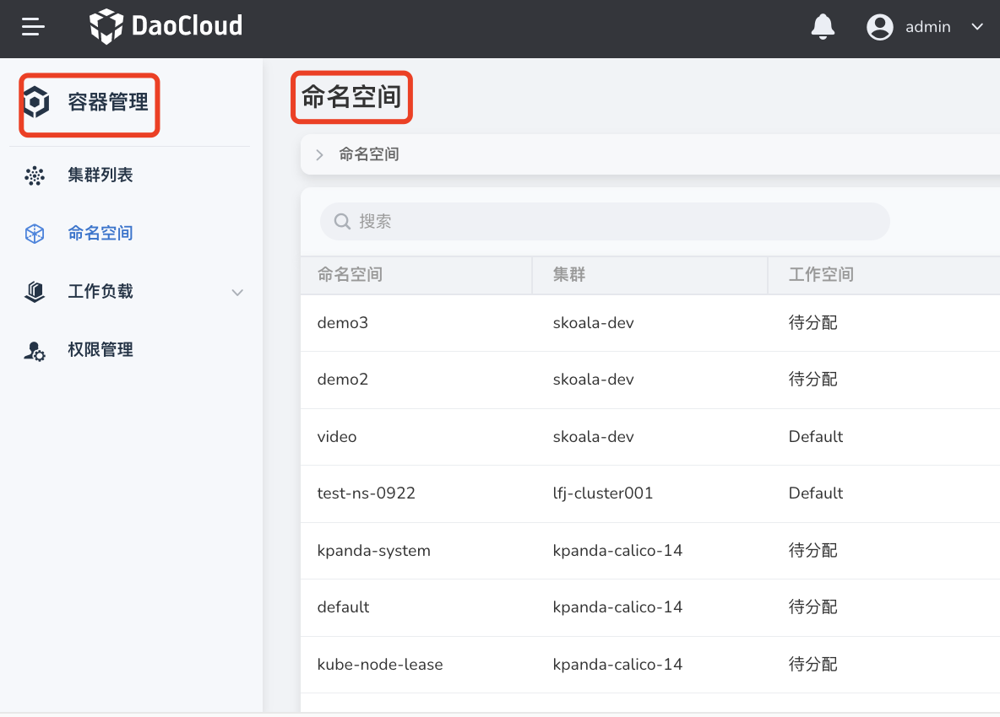 DaoCloud
admin
容器管理
集群列表
命名空间
工作负载
权限管理
命名空间
命名空间
搜索
命名空间 集群 工作空间
demo3 skoala-dev 待分配
demo2 skoala-dev 待分配
video skoala-dev Default
test-ns-0922 lfj-cluster001 Default
kpanda-system kpanda-calico-14 待分配
default kpanda-calico-14 待分配
kube-node-lease kpanda-calico-14 待分配